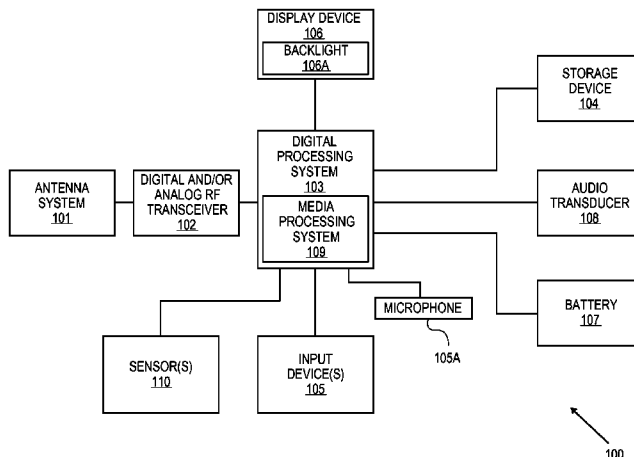 DISPLAY DEVICE
106
BACKLIGHT
106A
STORAGE
DEVICE
104
DIGITAL
PROCESSING
SYSTEM
103
MEDIA
PROCESSING
SYSTEM
109
ANTENNA
SYSTEM
101
DIGITAL AND/OR
ANALOG RF
TRANSCEIVER
102
AUDIO
TRANSDUCER
108
BATTERY
107
MICROPHONE
105A
SENSOR(S)
110
INPUT
DEVICE(S)
105
100